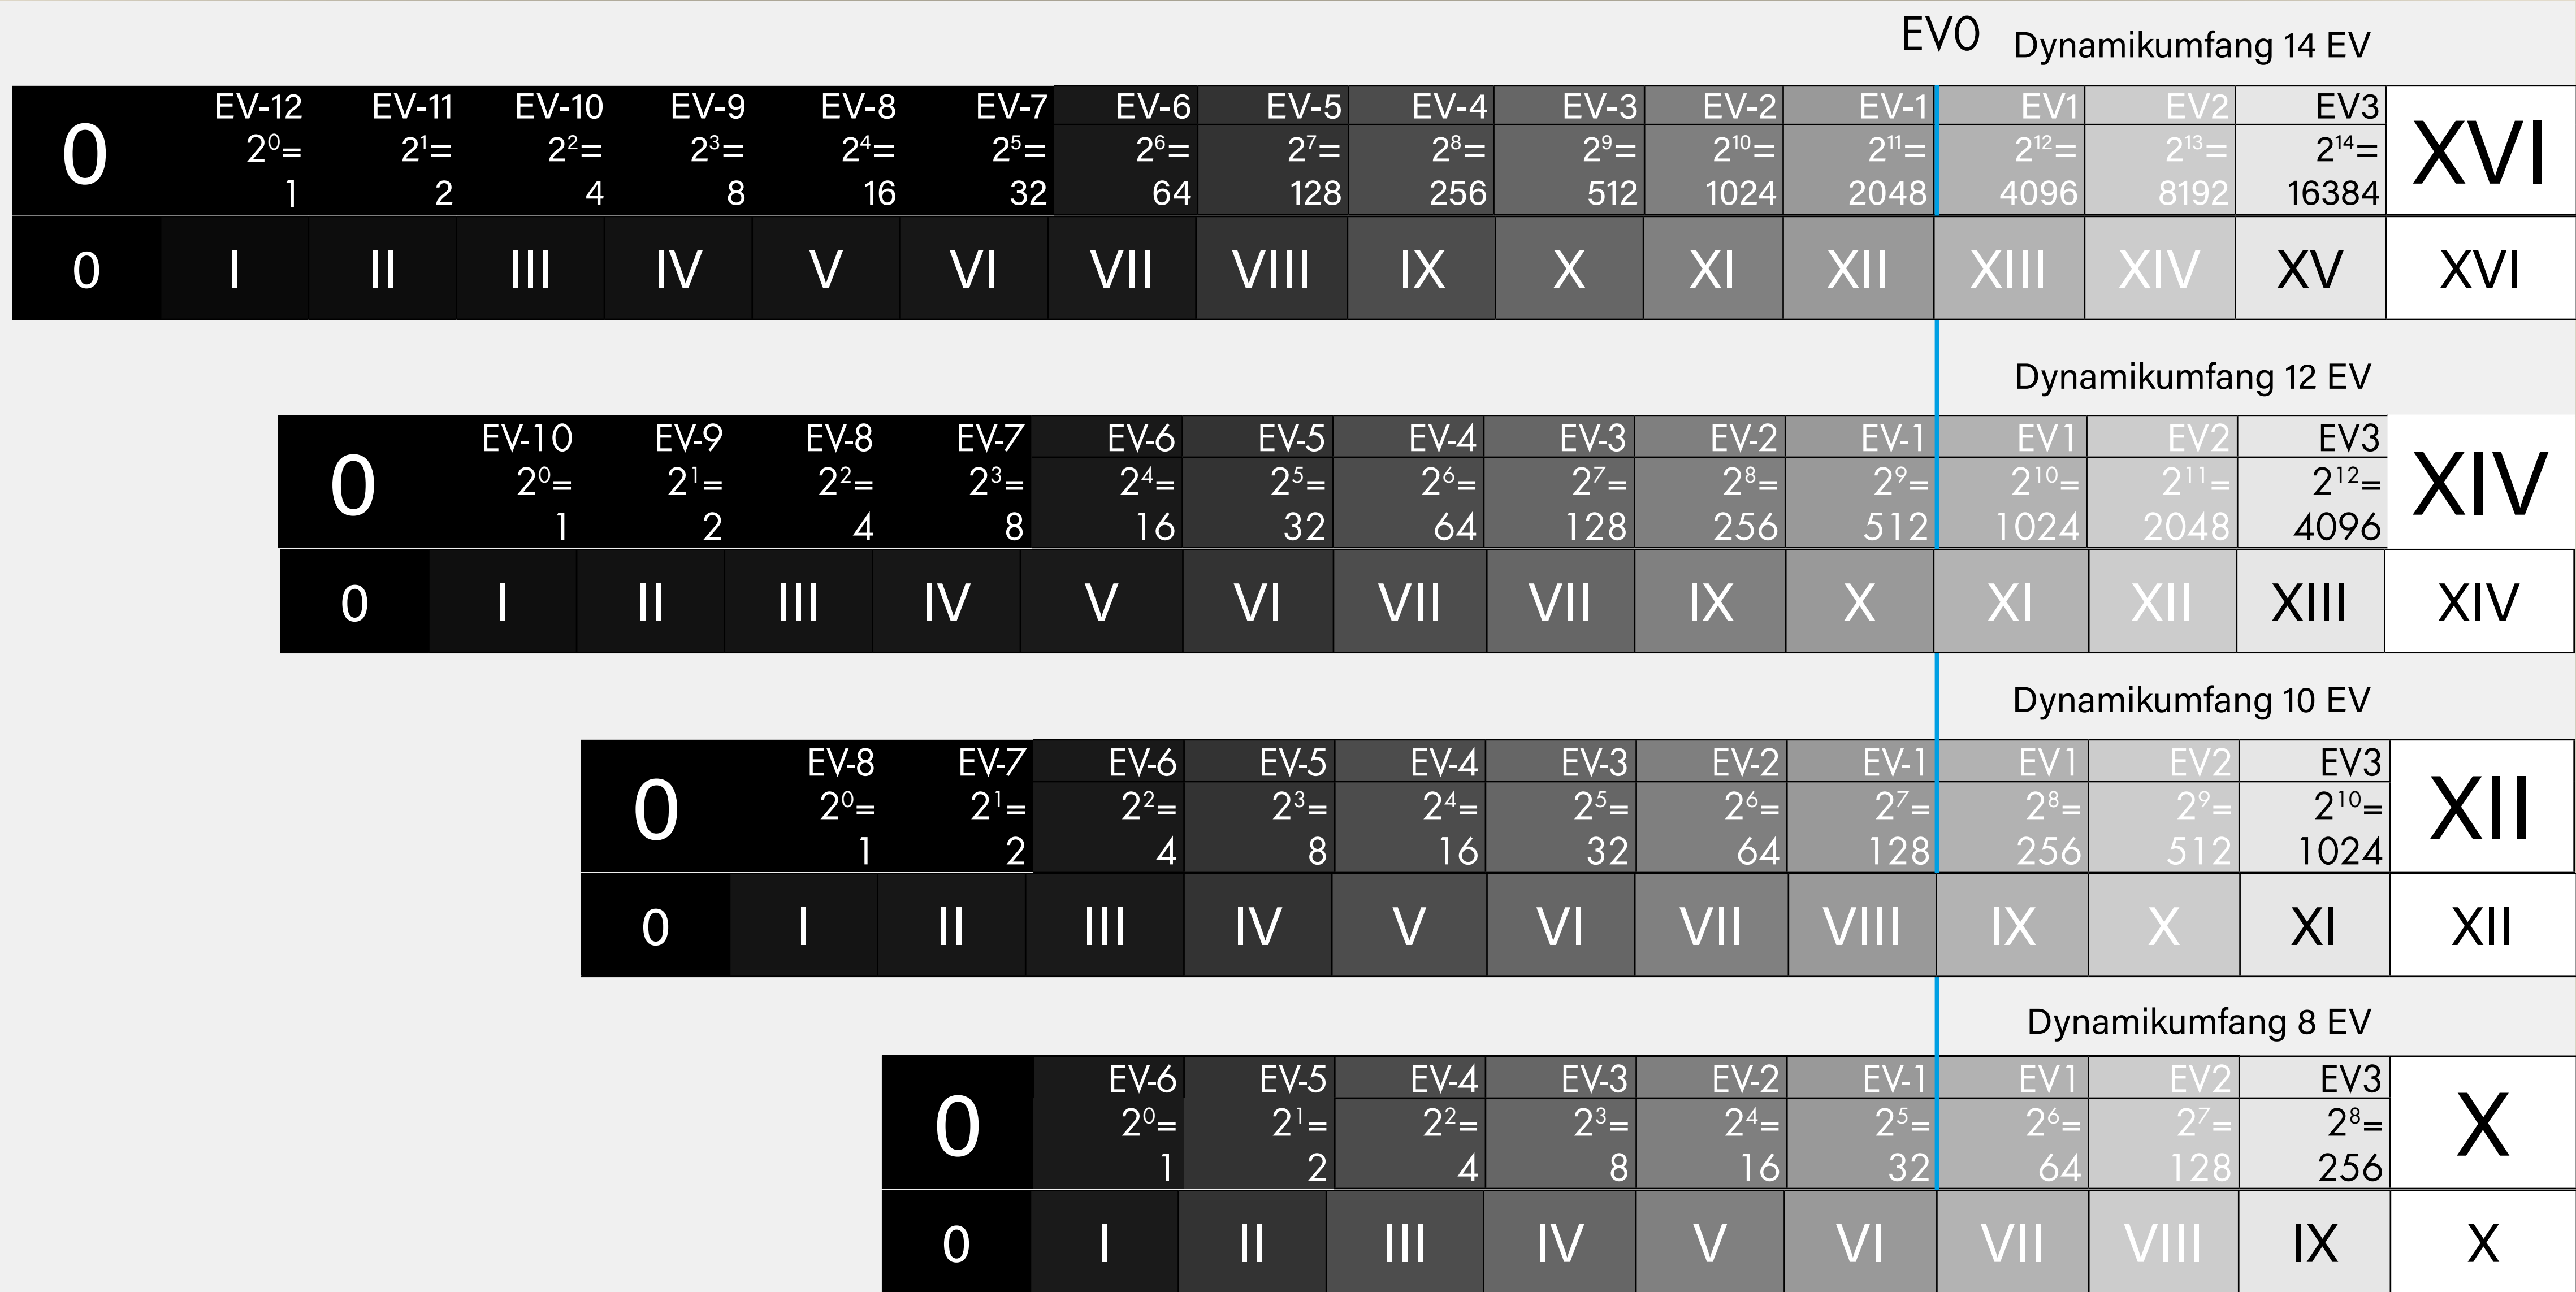 EV0 Dynamikumfang 14 EV
0 EV-12 EV-11 EV-10 EV-9 EV-8 EV-7 EV-6 EV-5 EV-4 EV-3 EV-2 EV-1 EV1 EV2 EV3 XVI
2⁰= 2¹= 2²= 2³= 2⁴= 2⁵= 2⁶= 2⁷= 2⁸= 2⁹= 2¹⁰= 2¹¹= 2¹²= 2¹³= 2¹⁴=
1 2 4 8 16 32 64 128 256 512 1024 2048 4096 8192 16384
0 I II III IV V VI VII VIII IX X XI XII XIII XIV XV XVI
Dynamikumfang 12 EV
0 EV-10 EV-9 EV-8 EV-7 EV-6 EV-5 EV-4 EV-3 EV-2 EV-1 EV1 EV2 EV3 XIV
2⁰= 2¹= 2²= 2³= 2⁴= 2⁵= 2⁶= 2⁷= 2⁸= 2⁹= 2¹⁰= 2¹¹= 2¹²=
1 2 4 8 16 32 64 128 256 512 1024 2048 4096
0 I II III IV V VI VII VII IX X XI XII XIII XIV
Dynamikumfang 10 EV
0 EV-8 EV-7 EV-6 EV-5 EV-4 EV-3 EV-2 EV-1 EV1 EV2 EV3 XII
2⁰= 2¹= 2²= 2³= 2⁴= 2⁵= 2⁶= 2⁷= 2⁸= 2⁹= 2¹⁰=
1 2 4 8 16 32 64 128 256 512 1024
0 I II III IV V VI VII VIII IX X XI XII
Dynamikumfang 8 EV
0 EV-6 EV-5 EV-4 EV-3 EV-2 EV-1 EV1 EV2 EV3 X
2⁰= 2¹= 2²= 2³= 2⁴= 2⁵= 2⁶= 2⁷= 2⁸=
1 2 4 8 16 32 64 128 256
0 I II III IV V VI VII VIII IX X